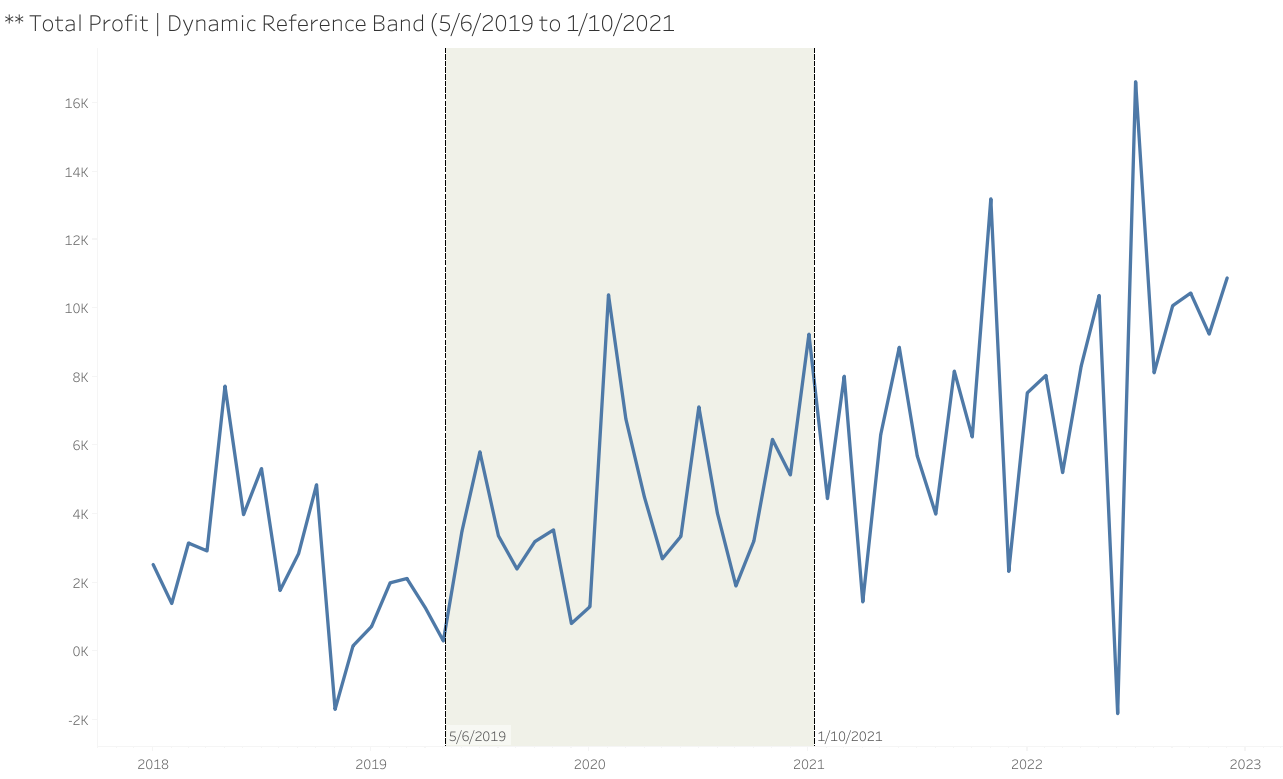 ** Total Profit | Dynamic Reference Band (5/6/2019 to 1/10/2021
16K
14K
12K
10K
8K
6K
4K
2K
0K
-2K
5/6/2019
1/10/2021
2018
2019
2020
2021
2022
2023